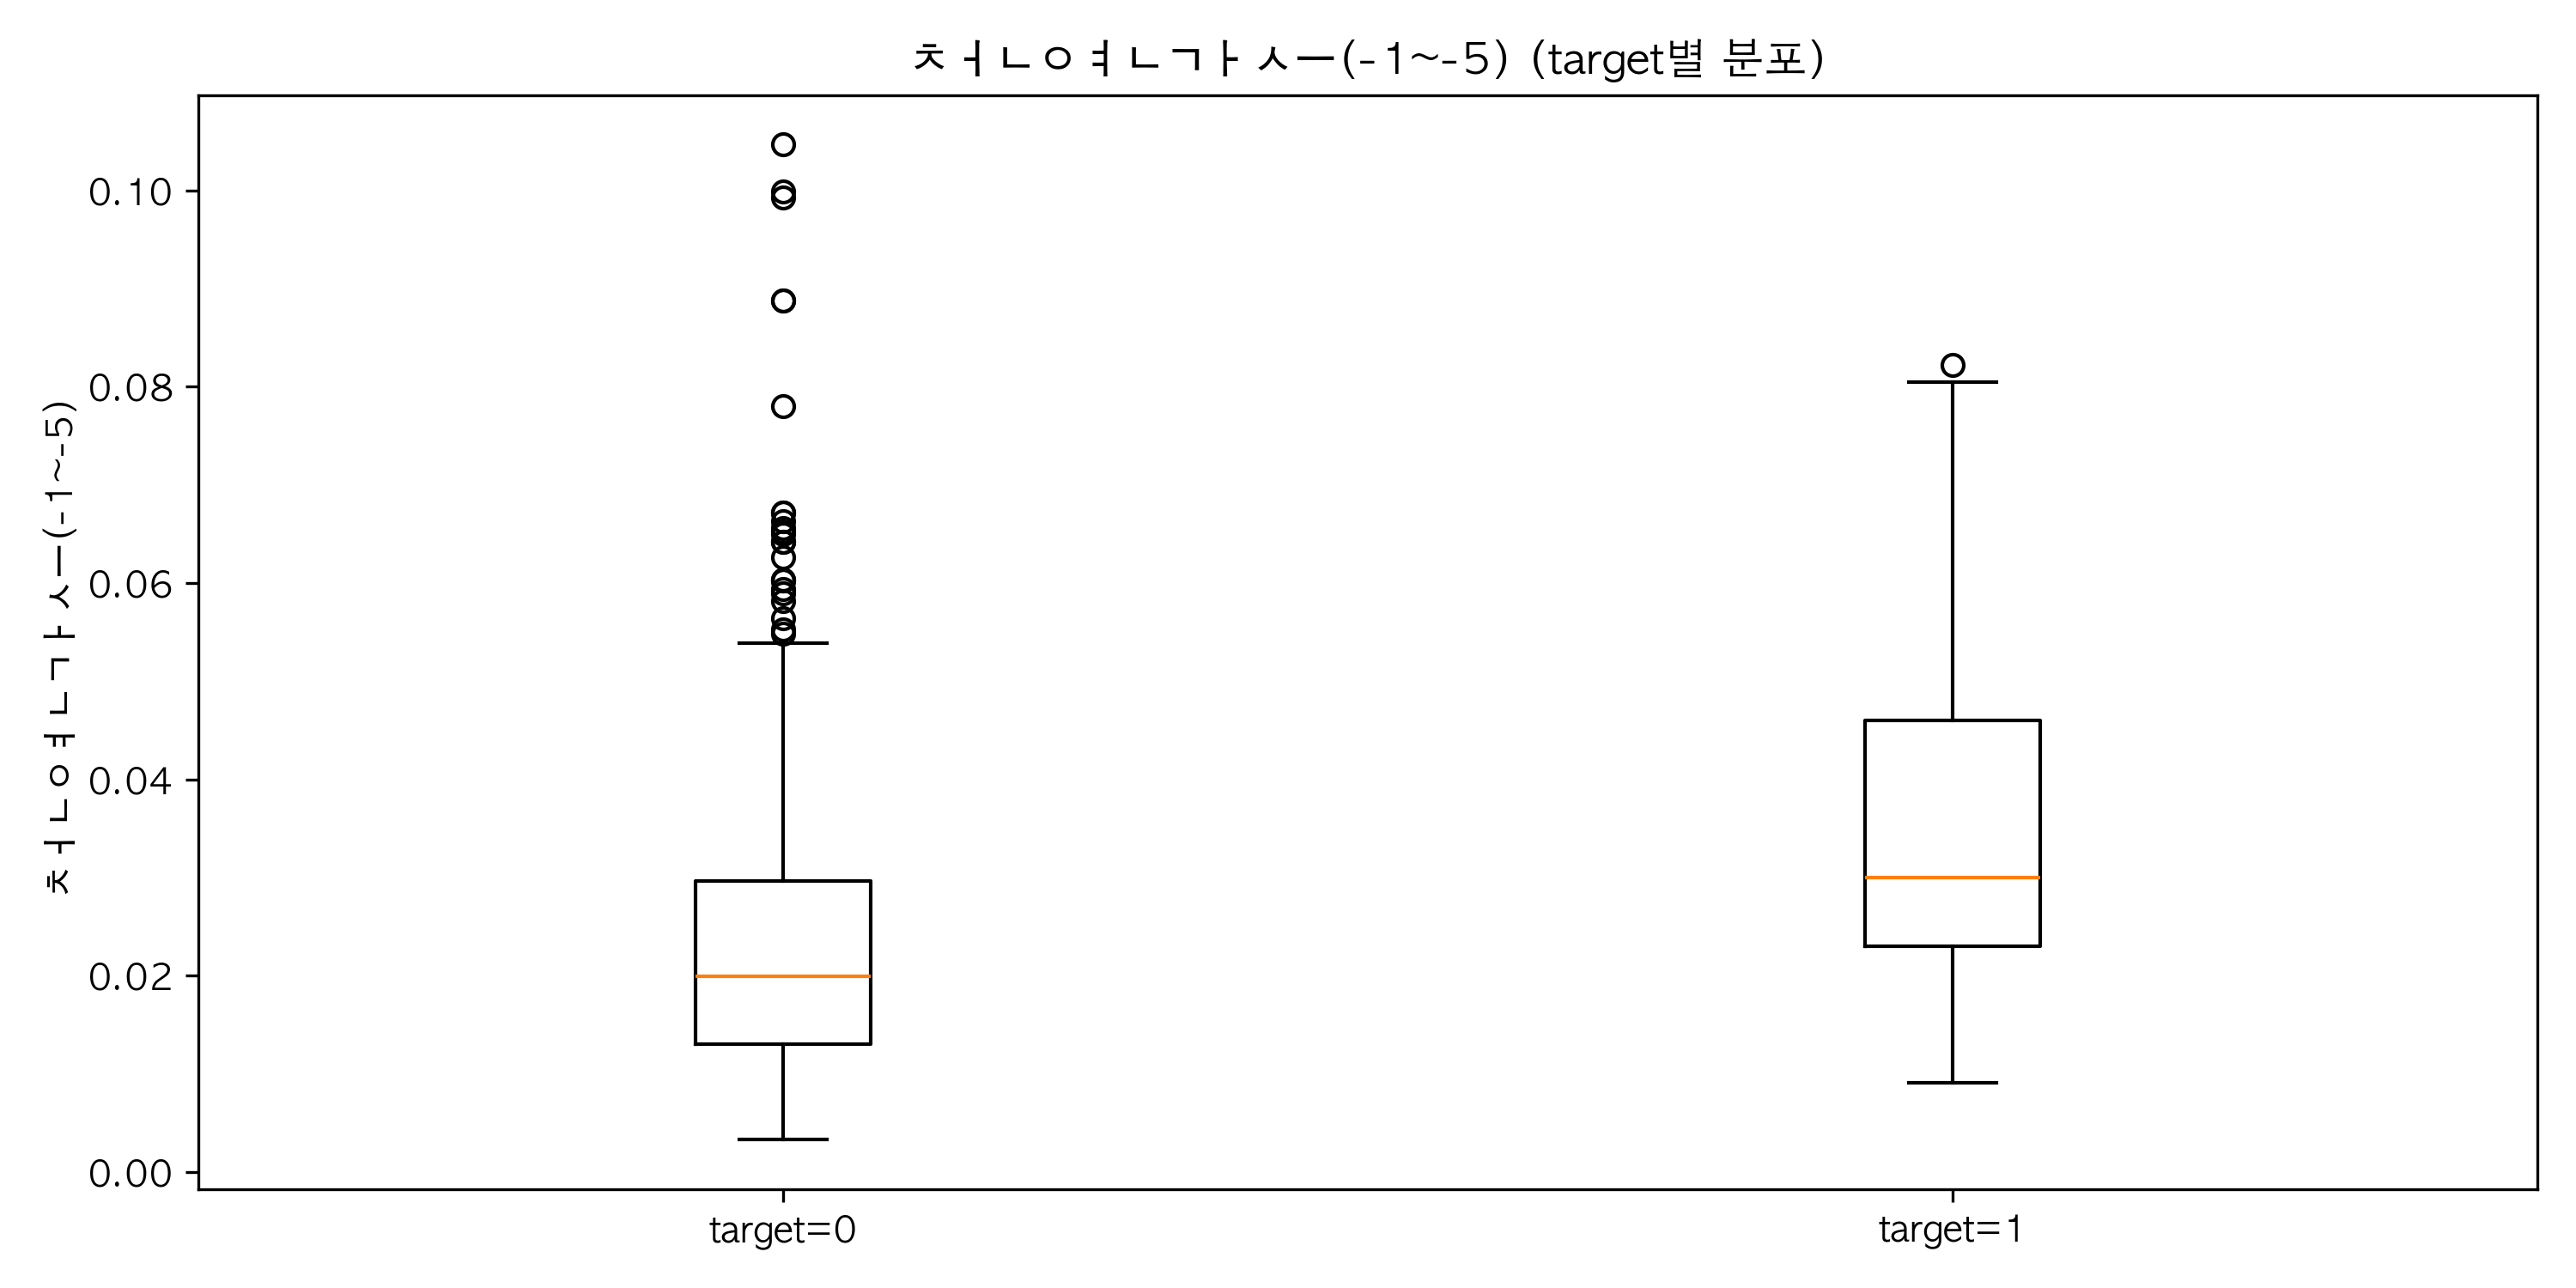 ㅊㅓㄴㅇㅕㄴㄱㅏㅅㅡ(-1~-5) (target별 분포)
ㅊㅓㄴㅇㅕㄴㄱㅏㅅㅡ(-1~-5)
0.10
0.08
0.06
0.04
0.02
0.00
target=0 target=1